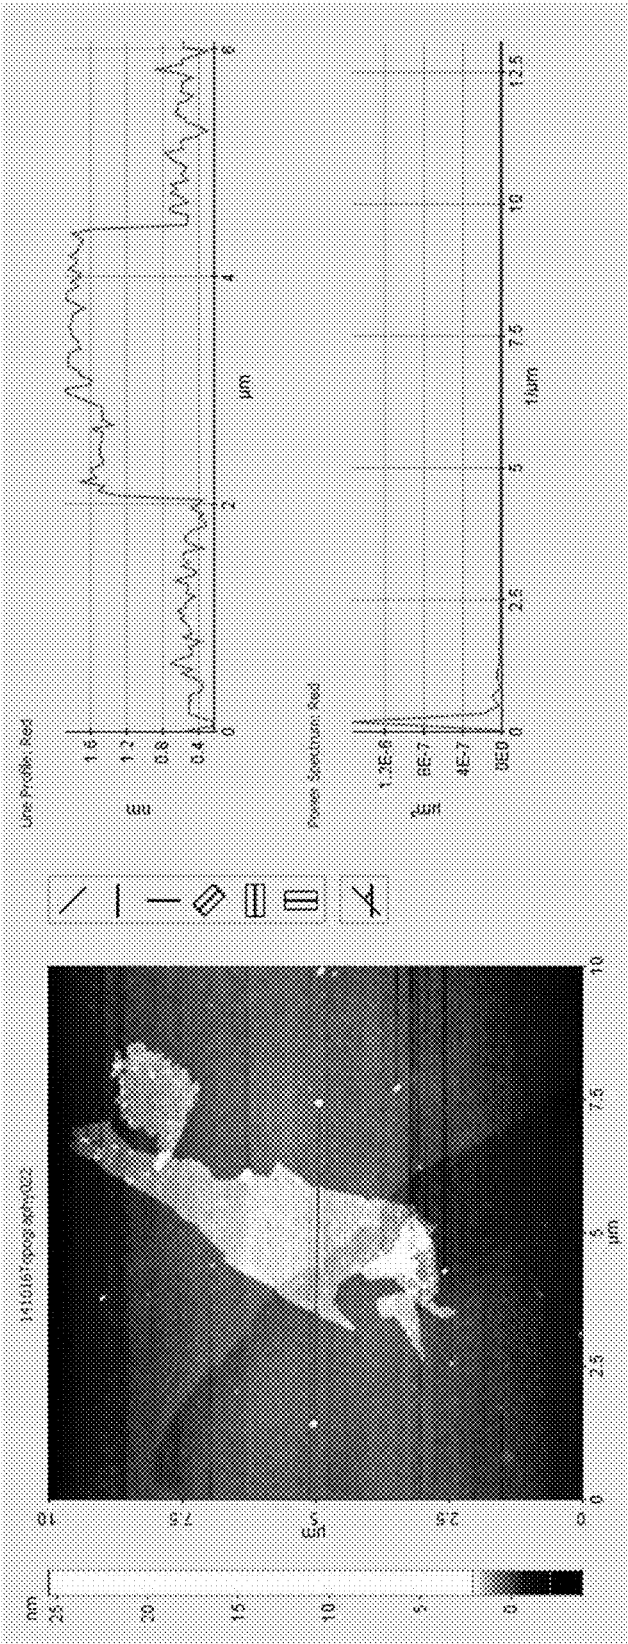 nm
25
20
15
10
5
0
141016Topography022
10
7.5
5
2.5
0
µm
0 2.5 5 7.5 10
µm
Line Profile: Red
1.6
1.2
0.8
0.4
0 2 4 6
µm
Power Spectrum: Red
1.2E-6
8E-7
4E-7
0E0
0 2.5 5 7.5 10 12.5
1/µm